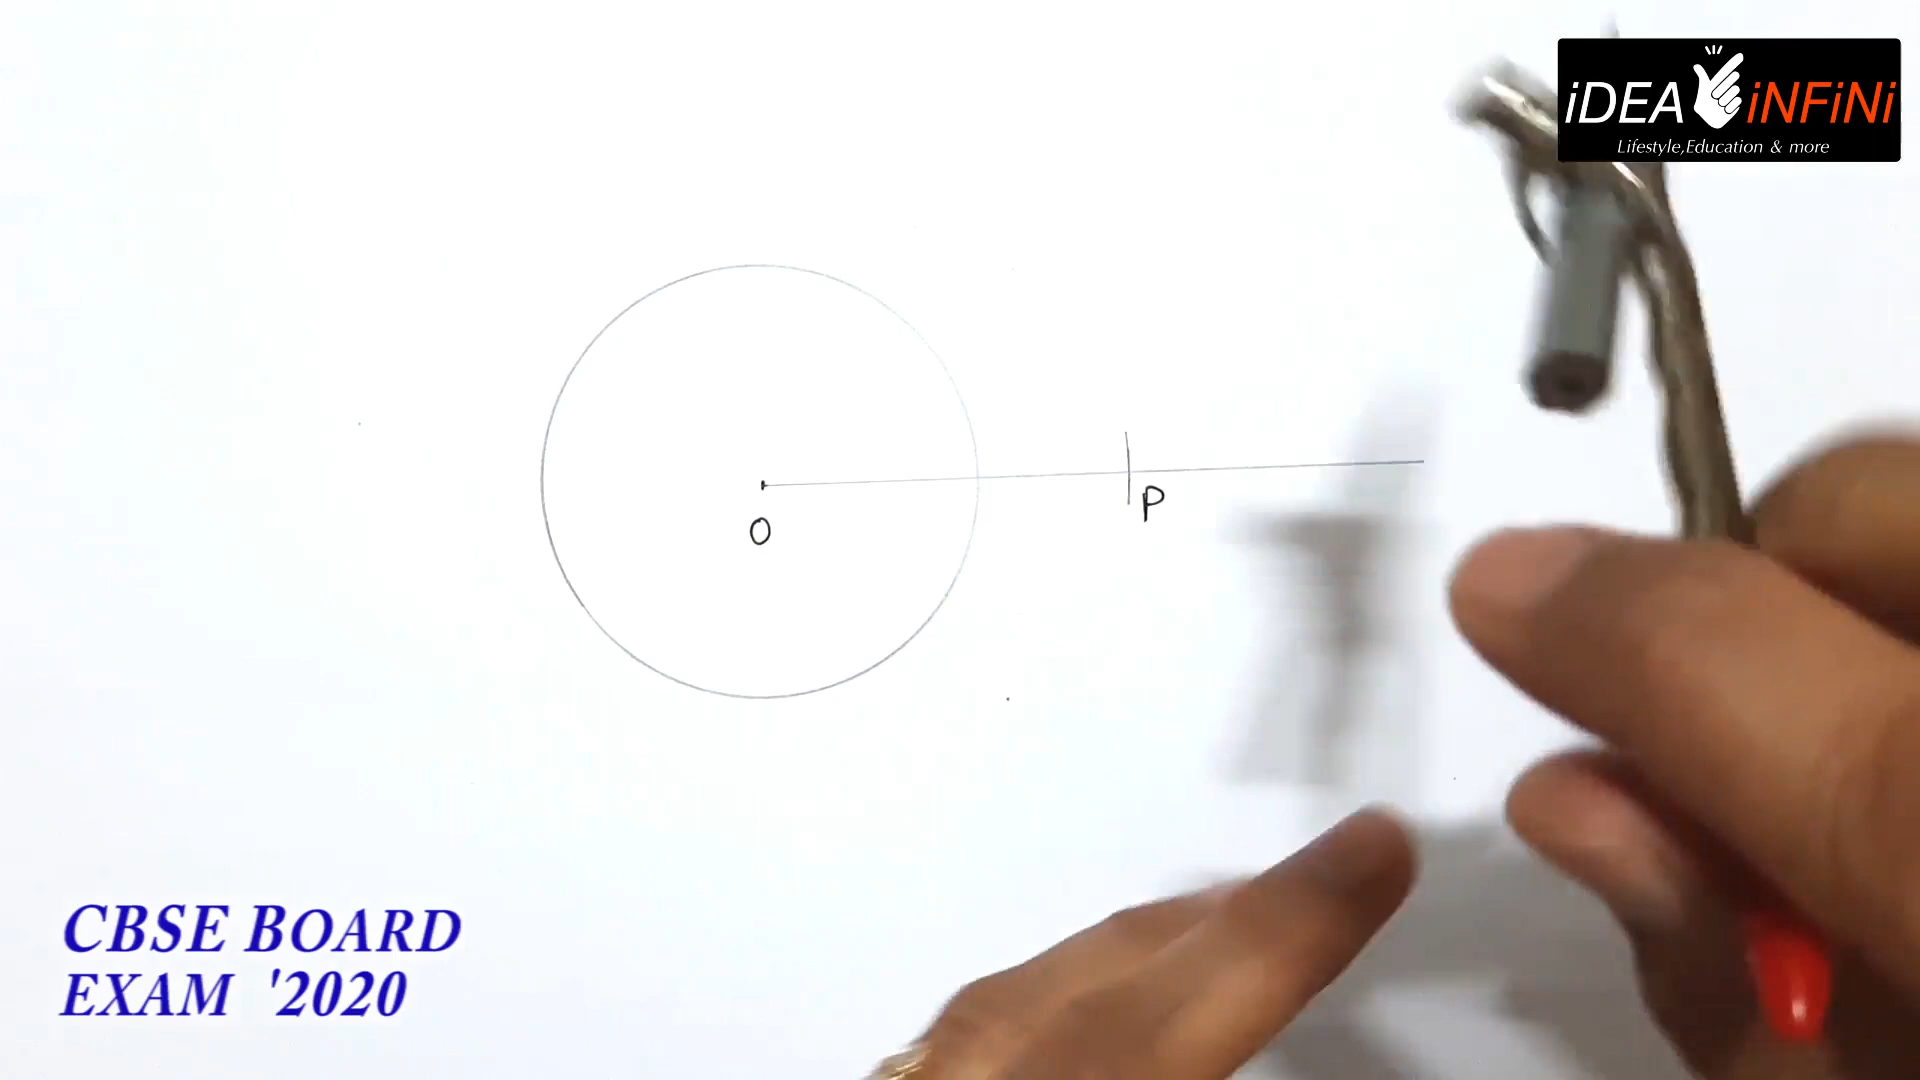 iDEA iNFiNi
Lifestyle,Education & more
O
P
CBSE BOARD
EXAM '2020